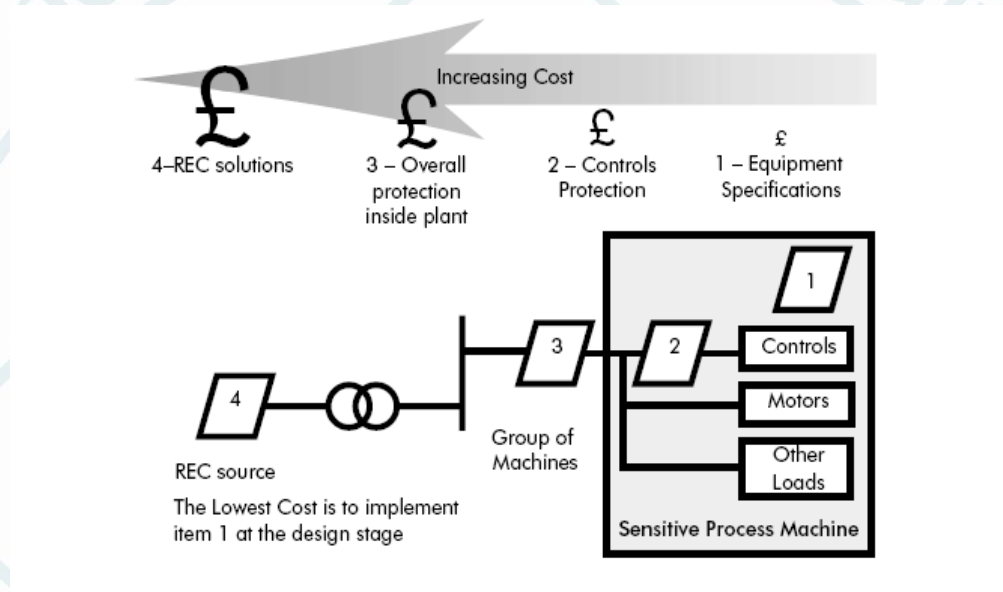 Increasing Cost
£
£
£
£
4–REC solutions
3 – Overall
protection
inside plant
2 – Controls
Protection
1 – Equipment
Specifications
1
3
2
Controls
4
Motors
Group of
Machines
Other
Loads
REC source
The Lowest Cost is to implement
item 1 at the design stage
Sensitive Process Machine